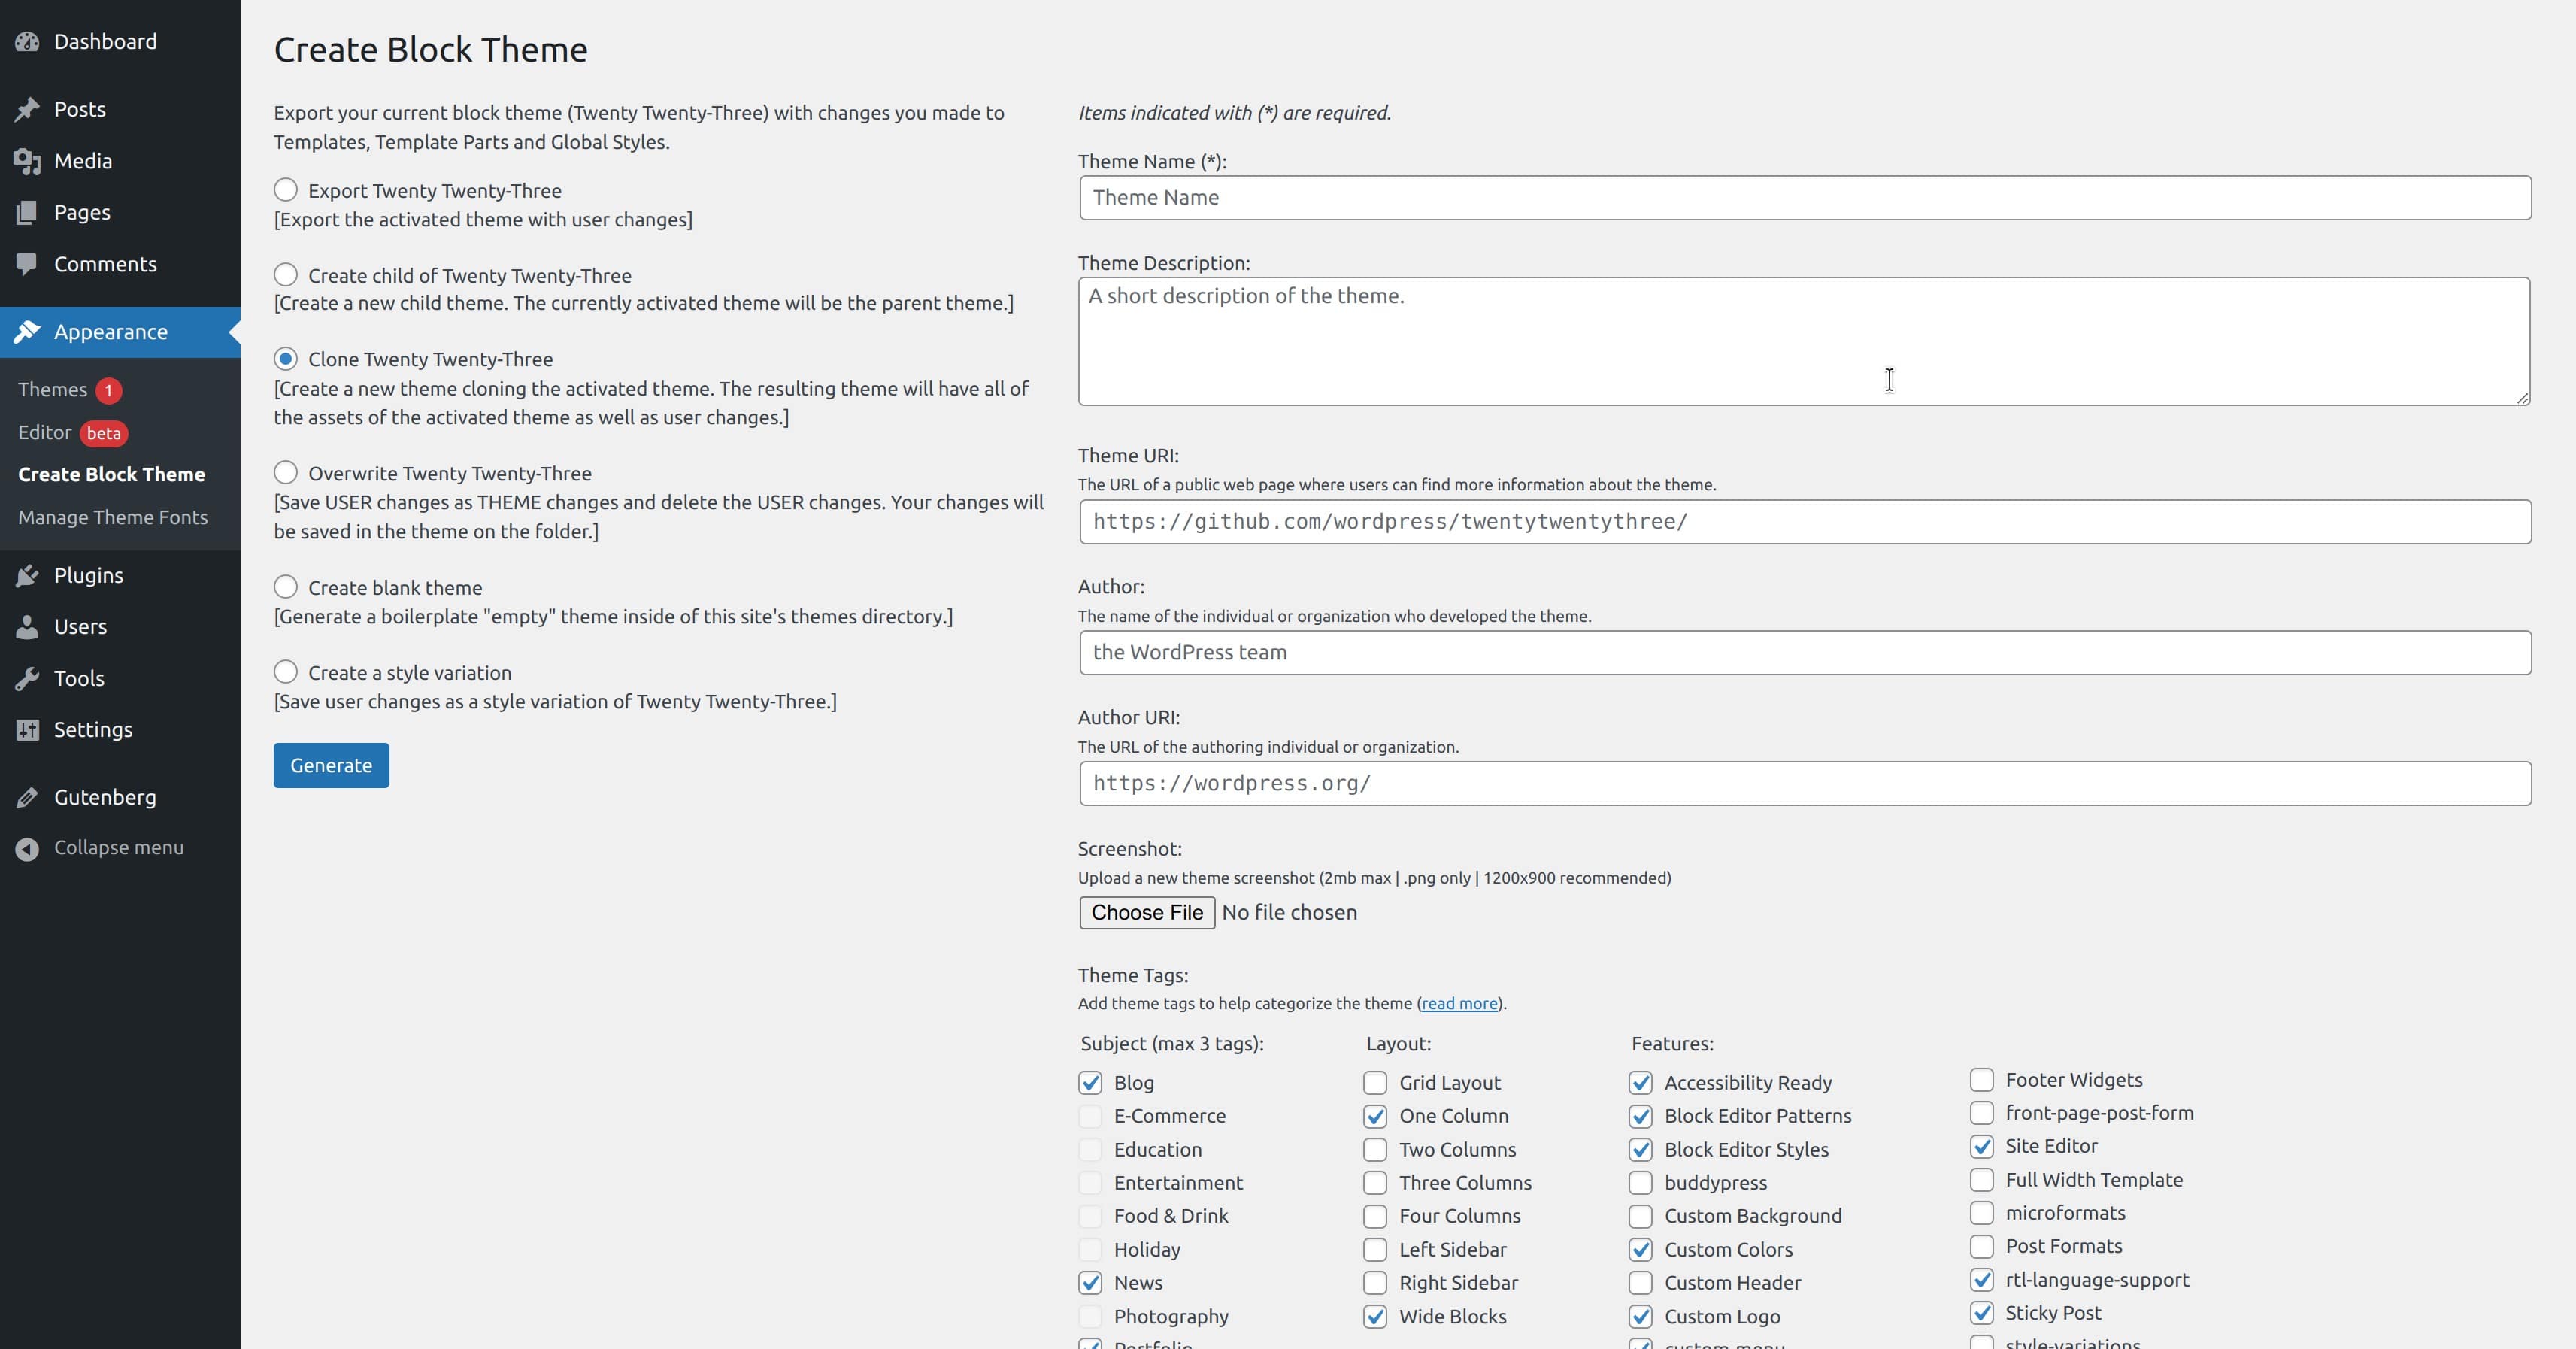 Dashboard
Posts
Media
Pages
Comments
Appearance
Themes 1
Editor beta
Create Block Theme
Manage Theme Fonts
Plugins
Users
Tools
Settings
Gutenberg
Collapse menu
Create Block Theme
Export your current block theme (Twenty Twenty-Three) with changes you made to
Templates, Template Parts and Global Styles.
Export Twenty Twenty-Three
[Export the activated theme with user changes]
Create child of Twenty Twenty-Three
[Create a new child theme. The currently activated theme will be the parent theme.]
Clone Twenty Twenty-Three
[Create a new theme cloning the activated theme. The resulting theme will have all of
the assets of the activated theme as well as user changes.]
Overwrite Twenty Twenty-Three
[Save USER changes as THEME changes and delete the USER changes. Your changes will
be saved in the theme on the folder.]
Create blank theme
[Generate a boilerplate "empty" theme inside of this site's themes directory.]
Create a style variation
[Save user changes as a style variation of Twenty Twenty-Three.]
Generate
Items indicated with (*) are required.
Theme Name (*):
Theme Name
Theme Description:
A short description of the theme.
Theme URI:
The URL of a public web page where users can find more information about the theme.
https://github.com/wordpress/twentytwentythree/
Author:
The name of the individual or organization who developed the theme.
the WordPress team
Author URI:
The URL of the authoring individual or organization.
https://wordpress.org/
Screenshot:
Upload a new theme screenshot (2mb max | .png only | 1200x900 recommended)
Choose File No file chosen
Theme Tags:
Add theme tags to help categorize the theme (read more).
Subject (max 3 tags):
Blog
E-Commerce
Education
Entertainment
Food & Drink
Holiday
News
Photography
Portfolio
Layout:
Grid Layout
One Column
Two Columns
Three Columns
Four Columns
Left Sidebar
Right Sidebar
Wide Blocks
Features:
Accessibility Ready
Block Editor Patterns
Block Editor Styles
buddypress
Custom Background
Custom Colors
Custom Header
Custom Logo
custom-menu
Footer Widgets
front-page-post-form
Site Editor
Full Width Template
microformats
Post Formats
rtl-language-support
Sticky Post
style-variations